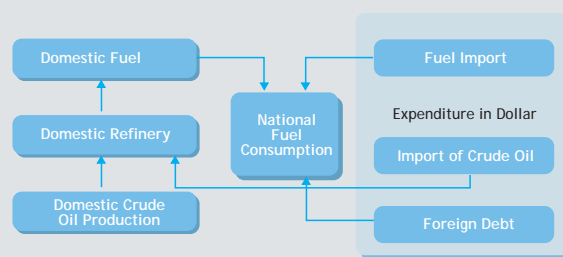 Domestic Fuel
Domestic Refinery
Domestic Crude
Oil Production
National
Fuel
Consumption
Fuel Import
Expenditure in Dollar
Import of Crude Oil
Foreign Debt